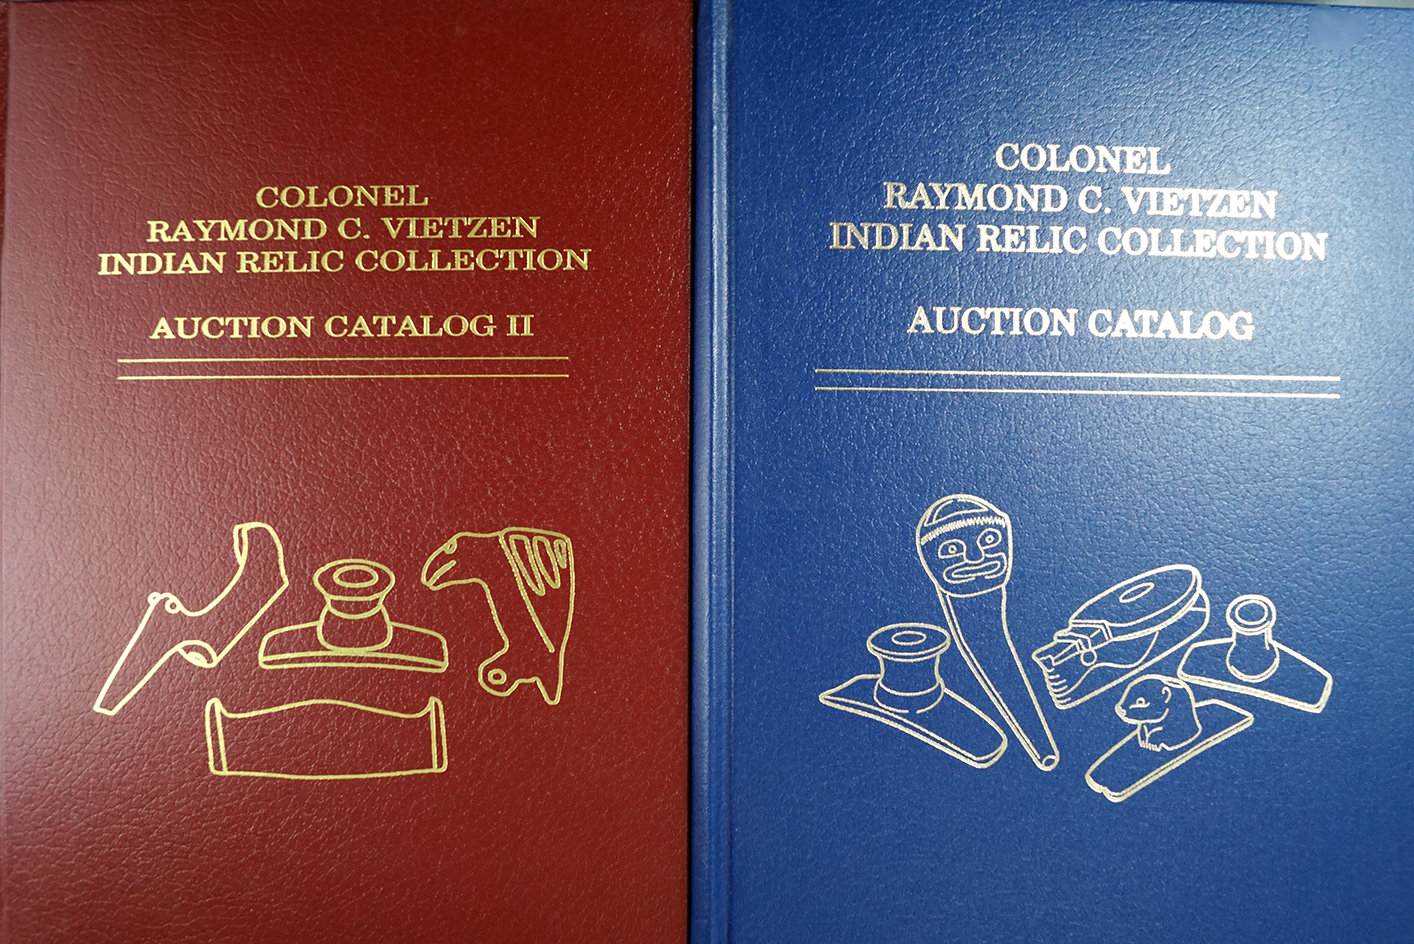 COLONEL
RAYMOND C. VIETZEN
INDIAN RELIC COLLECTION
AUCTION CATALOG II
COLONEL
RAYMOND C. VIETZEN
INDIAN RELIC COLLECTION
AUCTION CATALOG